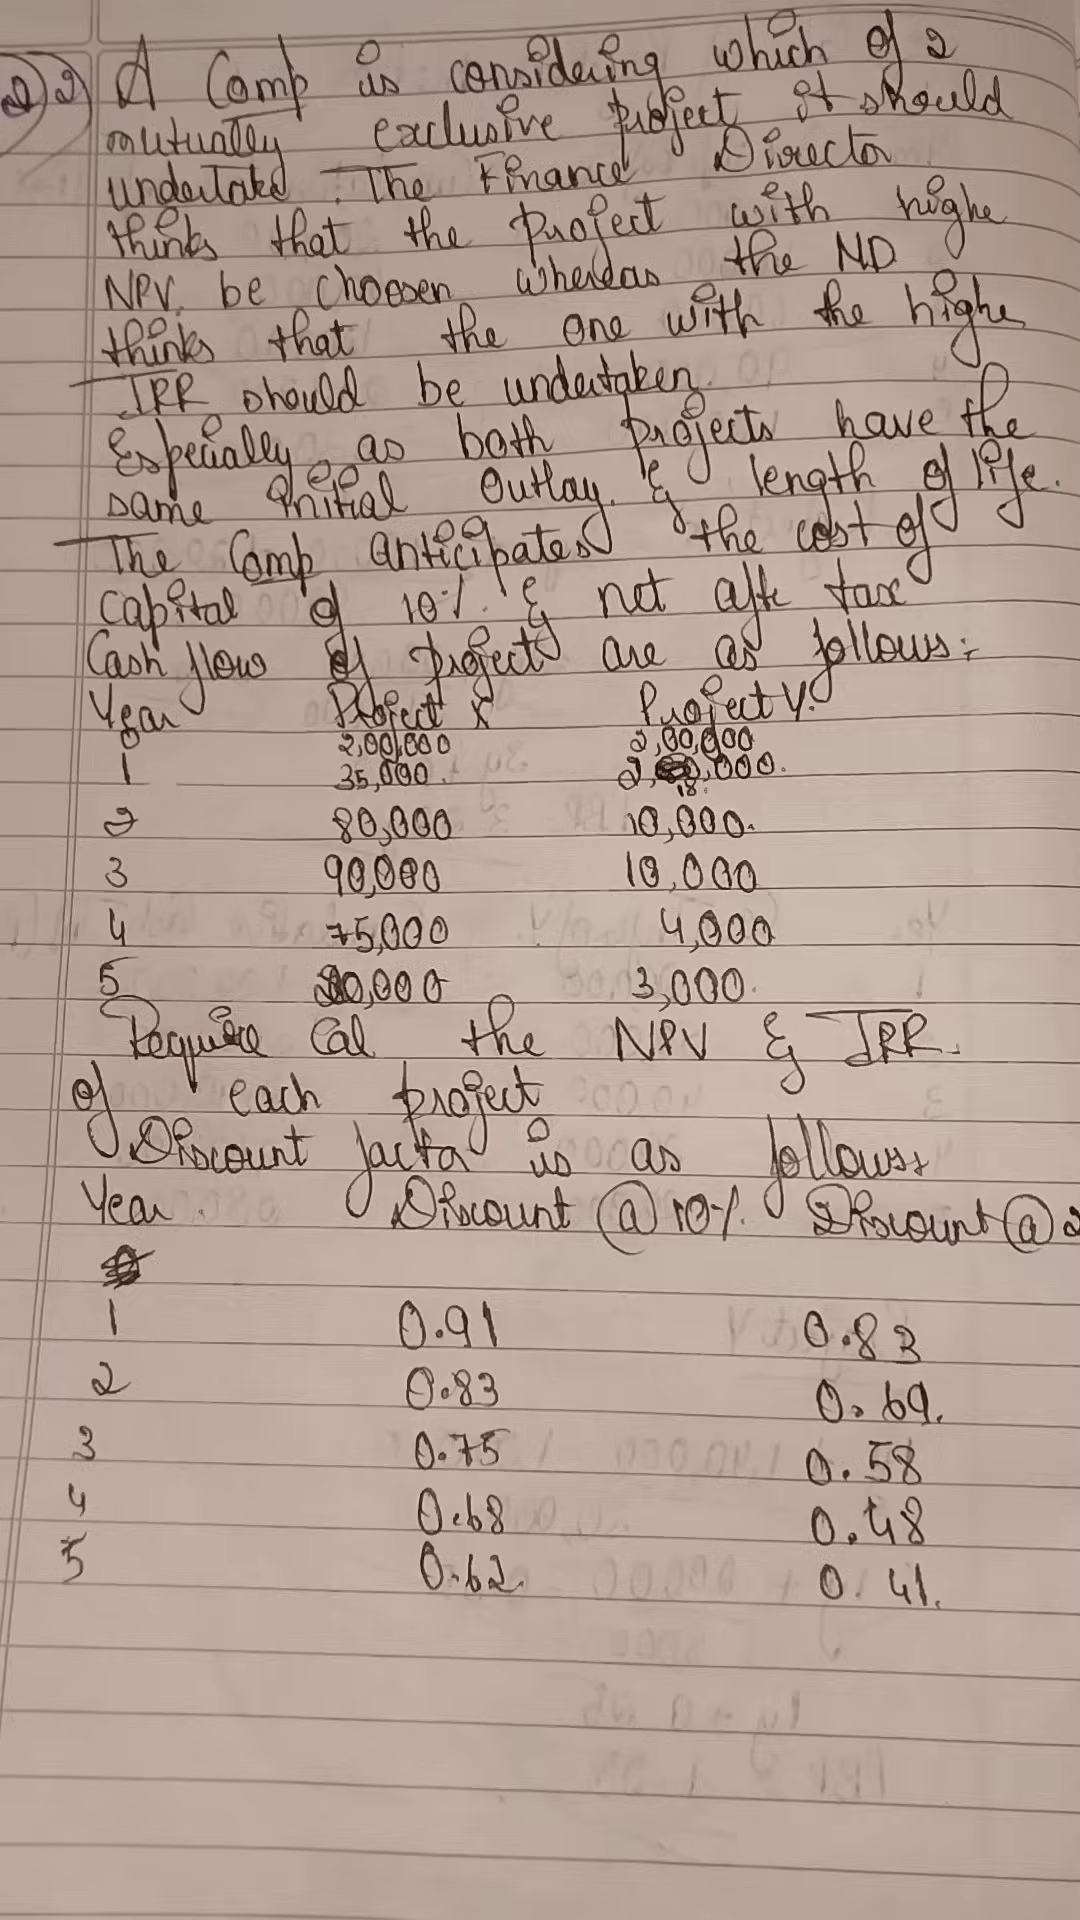 Q2) A Comp is considering which of 2
mutually exclusive project it should
undertake. The Finance Director
thinks that the project with highe
NPV. be choosen whereas the MD
thinks that the one with the highe
IRR should be undertaken.
Especially as both projects have the
same initial outlay & length of life.
The Comp anticipates the cost of
capital of 10%. & net afte tax
Cash flow of project are as follows:
Year Project X Project Y.
0 2,00,000 2,00,000
1 35,000. 2,18,000.
2 80,000 10,000.
3 90,000 10,000
4 75,000 4,000
5 20,000 3,000.
Require Cal the NPV & IRR.
of each project
Discount factor is as follows:
Year. Discount @ 10%. Discount @ 2
1 0.91 0.83
2 0.83 0.69.
3 0.75 0.58
4 0.68 0.48
5 0.62. 0.41.